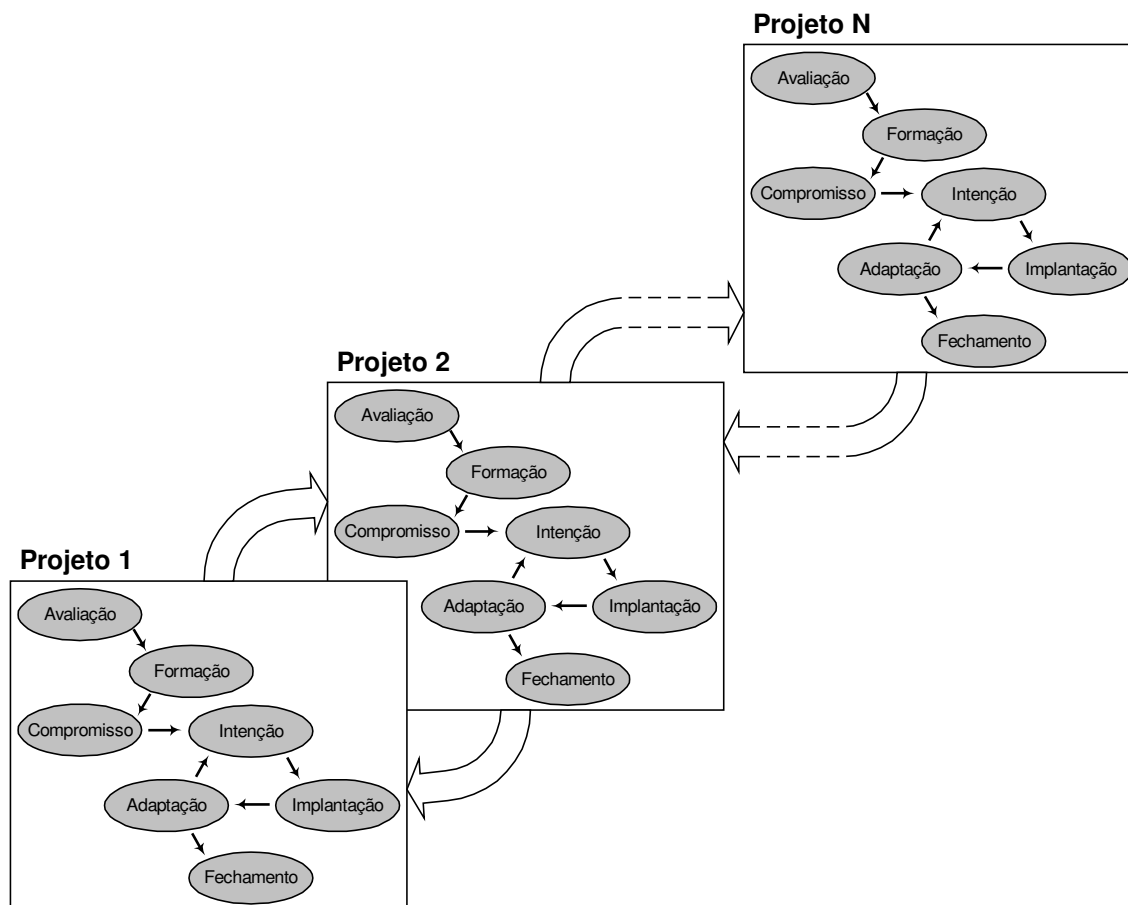 Projeto N
Avaliação
Formação
Compromisso
Intenção
Adaptação
Implantação
Fechamento
Projeto 2
Avaliação
Formação
Compromisso
Intenção
Adaptação
Implantação
Fechamento
Projeto 1
Avaliação
Formação
Compromisso
Intenção
Adaptação
Implantação
Fechamento